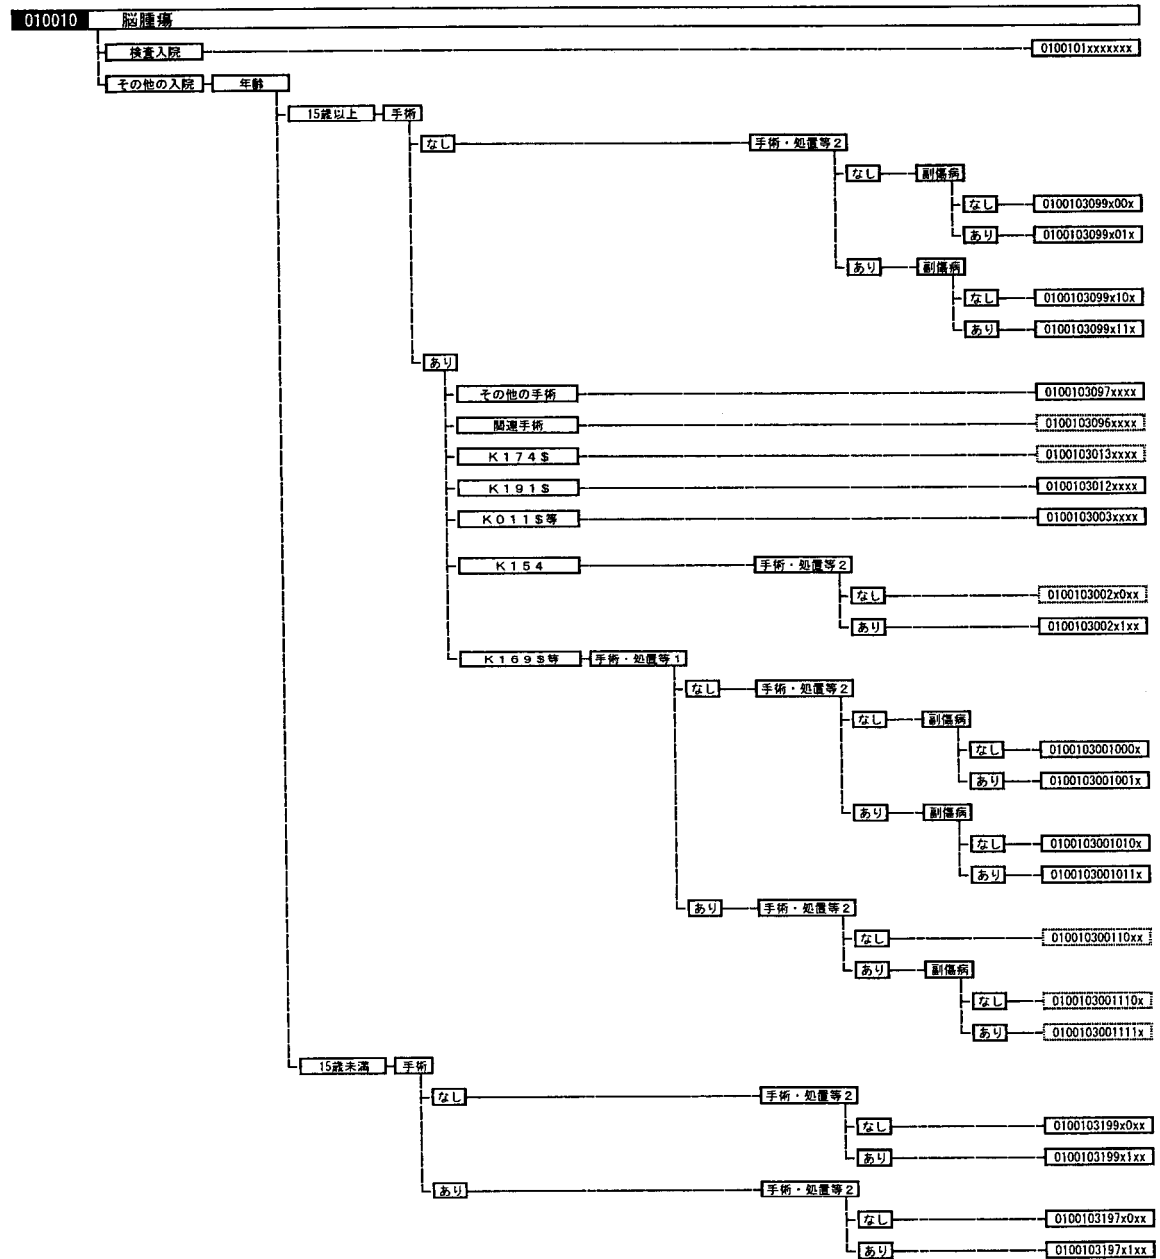 010010 脳腫瘍
検査入院 0100101xxxxxxx
その他の入院 年齢
15歳以上 手術
なし 手術・処置等2
なし 副傷病
なし 0100103099x00x
あり 0100103099x01x
あり 副傷病
なし 0100103099x10x
あり 0100103099x11x
あり
その他の手術 0100103097xxxx
関連手術 0100103096xxxx
K174$ 0100103013xxxx
K191$ 0100103012xxxx
K011$等 0100103003xxxx
K154 手術・処置等2
なし 0100103002x0xx
あり 0100103002x1xx
K169$等 手術・処置等1
なし 手術・処置等2
なし 副傷病
なし 0100103001000x
あり 0100103001001x
あり 副傷病
なし 0100103001010x
あり 0100103001011x
あり 手術・処置等2
なし 010010300110xx
あり 副傷病
なし 0100103001110x
あり 0100103001111x
15歳未満 手術
なし 手術・処置等2
なし 0100103199x0xx
あり 0100103199x1xx
あり 手術・処置等2
なし 0100103197x0xx
あり 0100103197x1xx